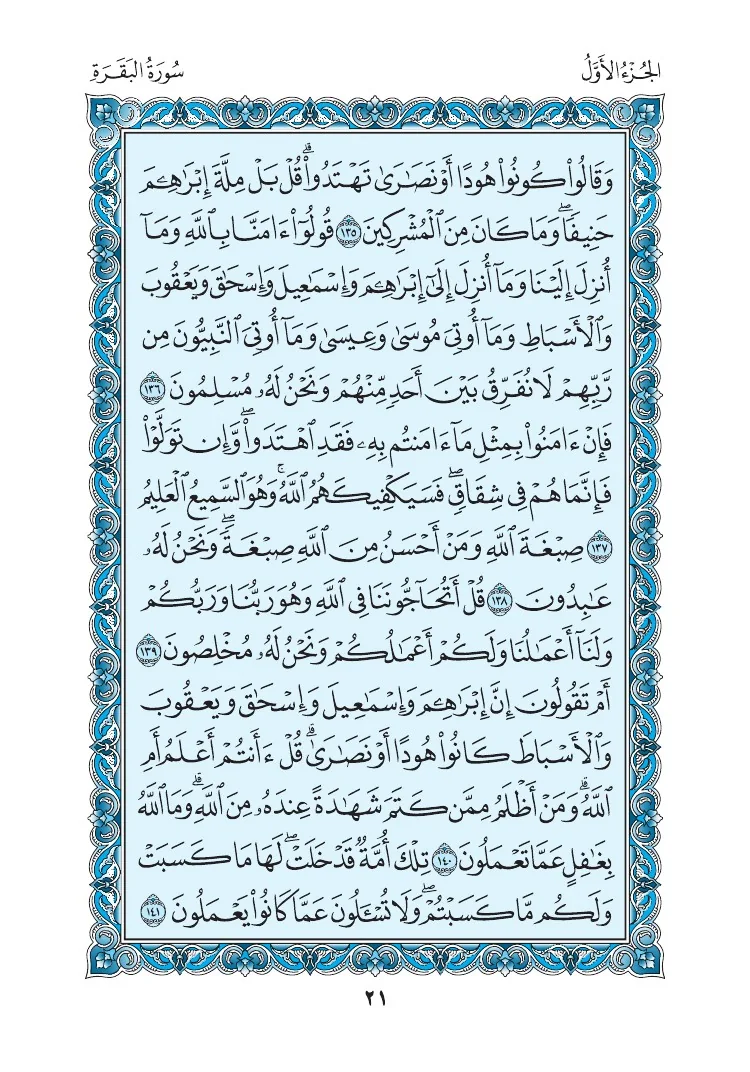 الجُزْءُ الأَوَّلُ
سُورَةُ البَقَرَةِ
وَقَالُوا۟ كُونُوا۟ هُودًا أَوْ نَصَـٰرَىٰ تَهْتَدُوا۟ۗ قُلْ بَلْ مِلَّةَ إِبْرَٰهِـۧمَ
حَنِيفًاۖ وَمَا كَانَ مِنَ ٱلْمُشْرِكِينَ ١٣٥ قُولُوٓا۟ ءَامَنَّا بِٱللَّهِ وَمَآ
أُنزِلَ إِلَيْنَا وَمَآ أُنزِلَ إِلَىٰٓ إِبْرَٰهِـۧمَ وَإِسْمَـٰعِيلَ وَإِسْحَـٰقَ وَيَعْقُوبَ
وَٱلْأَسْبَاطِ وَمَآ أُوتِىَ مُوسَىٰ وَعِيسَىٰ وَمَآ أُوتِىَ ٱلنَّبِيُّونَ مِن
رَّبِّهِمْ لَا نُفَرِّقُ بَيْنَ أَحَدٍ مِّنْهُمْ وَنَحْنُ لَهُۥ مُسْلِمُونَ ١٣٦
فَإِنْ ءَامَنُوا۟ بِمِثْلِ مَآ ءَامَنتُم بِهِۦ فَقَدِ ٱهْتَدَوا۟ۖ وَّإِن تَوَلَّوْا۟
فَإِنَّمَا هُمْ فِى شِقَاقٍۖ فَسَيَكْفِيكَهُمُ ٱللَّهُۚ وَهُوَ ٱلسَّمِيعُ ٱلْعَلِيمُ
١٣٧ صِبْغَةَ ٱللَّهِ وَمَنْ أَحْسَنُ مِنَ ٱللَّهِ صِبْغَةًۖ وَنَحْنُ لَهُۥ
عَـٰبِدُونَ ١٣٨ قُلْ أَتُحَآجُّونَنَا فِى ٱللَّهِ وَهُوَ رَبُّنَا وَرَبُّكُمْ
وَلَنَآ أَعْمَـٰلُنَا وَلَكُمْ أَعْمَـٰلُكُمْ وَنَحْنُ لَهُۥ مُخْلِصُونَ ١٣٩
أَمْ تَقُولُونَ إِنَّ إِبْرَٰهِـۧمَ وَإِسْمَـٰعِيلَ وَإِسْحَـٰقَ وَيَعْقُوبَ
وَٱلْأَسْبَاطَ كَانُوا۟ هُودًا أَوْ نَصَـٰرَىٰۗ قُلْ ءَأَنتُمْ أَعْلَمُ أَمِ
ٱللَّهُۗ وَمَنْ أَظْلَمُ مِمَّن كَتَمَ شَهَـٰدَةً عِندَهُۥ مِنَ ٱللَّهِۗ وَمَا ٱللَّهُ
بِغَـٰفِلٍ عَمَّا تَعْمَلُونَ ١٤٠ تِلْكَ أُمَّةٌ قَدْ خَلَتْۖ لَهَا مَا كَسَبَتْ
وَلَكُم مَّا كَسَبْتُمْۖ وَلَا تُسْـَٔلُونَ عَمَّا كَانُوا۟ يَعْمَلُونَ ١٤١
٢١